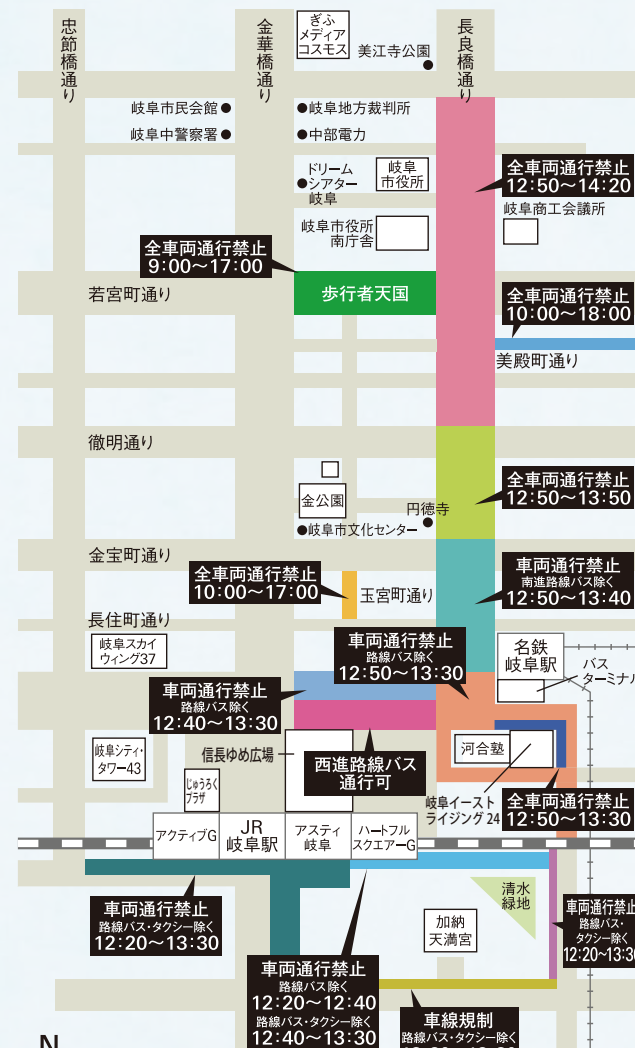 忠節橋通り
金華橋通り
長良橋通り
ぎふ
メディア
コスモス
美江寺公園
岐阜市民会館
岐阜地方裁判所
岐阜中警察署
中部電力
ドリーム
シアター
岐阜
岐阜
市役所
全車両通行禁止
12:50〜14:20
岐阜商工会議所
岐阜市役所
南庁舎
全車両通行禁止
9:00〜17:00
若宮町通り
歩行者天国
全車両通行禁止
10:00〜18:00
美殿町通り
徹明通り
金公園
円徳寺
岐阜市文化センター
全車両通行禁止
12:50〜13:50
金宝町通り
車両通行禁止
南進路線バス除く
12:50〜13:40
全車両通行禁止
10:00〜17:00
玉宮町通り
長住町通り
岐阜スカイ
ウィング37
車両通行禁止
路線バス除く
12:50〜13:30
名鉄
岐阜駅
バス
ターミナル
車両通行禁止
路線バス除く
12:40〜13:30
岐阜シティ・
タワー43
信長ゆめ広場
西進路線バス
通行可
河合塾
じゅうろく
プラザ
岐阜イースト
ライジング24
全車両通行禁止
12:50〜13:30
アクティブG
JR
岐阜駅
アスティ
岐阜
ハートフル
スクエアーG
清水
緑地
車両通行禁止
路線バス・タクシー除く
12:20〜13:30
加納
天満宮
車両通行禁止
路線バス・
タクシー除く
12:20〜13:30
車両通行禁止
路線バス除く
12:20〜12:40
路線バス・タクシー除く
12:40〜13:30
車線規制
路線バス・タクシー除く
N